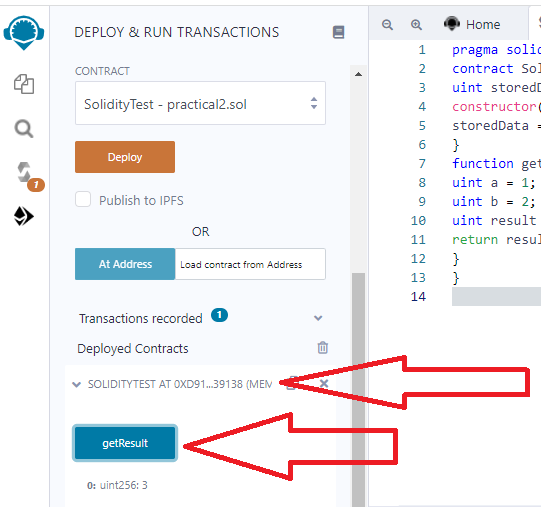 DEPLOY & RUN TRANSACTIONS
CONTRACT
SolidityTest - practical2.sol
Deploy
Publish to IPFS
OR
At Address
Load contract from Address
Transactions recorded 1
Deployed Contracts
SOLIDITYTEST AT 0XD91...39138 (MEM
getResult
0: uint256: 3
1
Home
1 pragma solid
2 contract Sol
3 uint storedD
4 constructor(
5 storedData =
6 }
7 function get
8 uint a = 1;
9 uint b = 2;
10 uint result
11 return resul
12 }
13 }
14